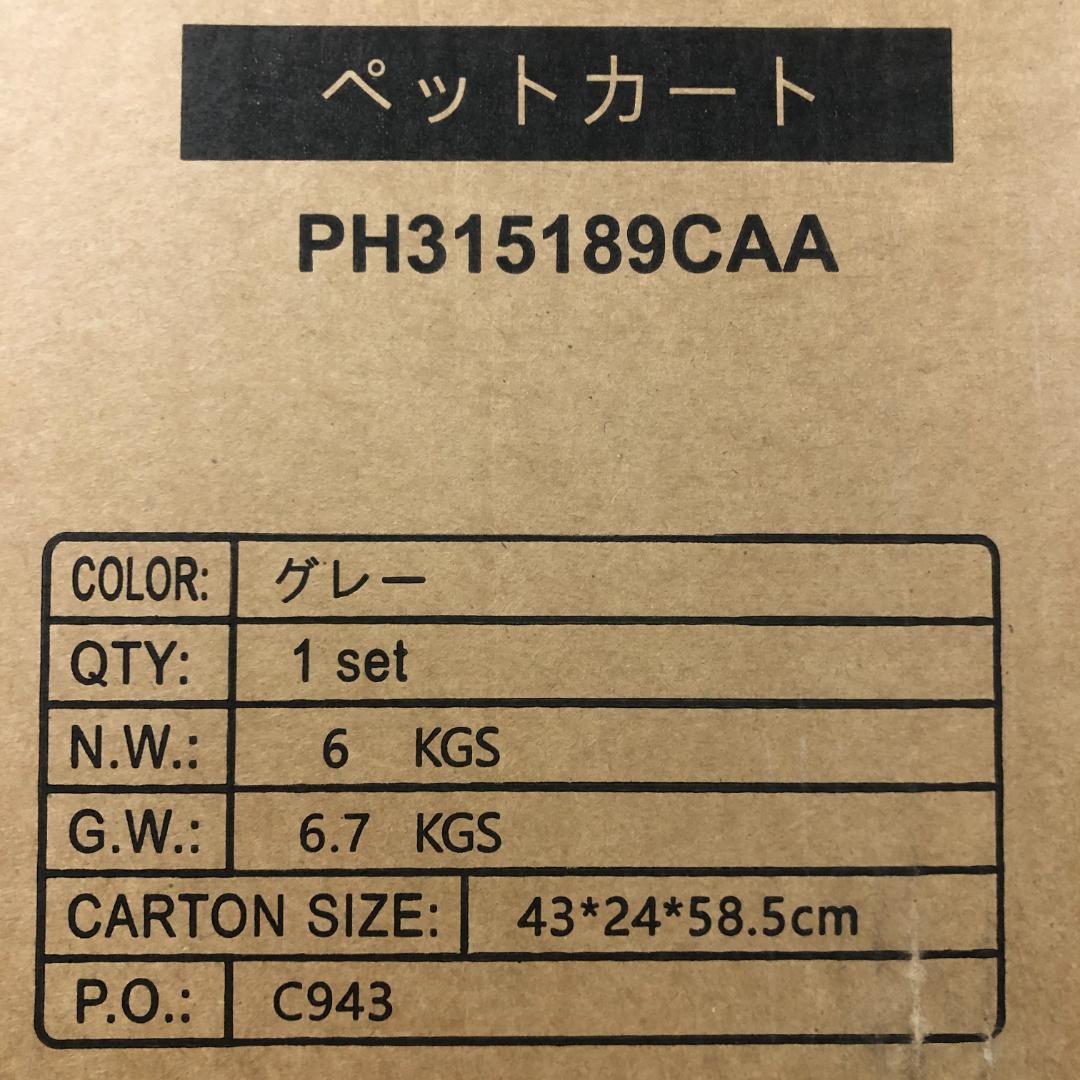 ペットカート
PH315189CAA
COLOR: グレー
QTY: 1 set
N.W.: 6 KGS
G.W.: 6.7 KGS
CARTON SIZE: 43*24*58.5cm
P.O.: C943